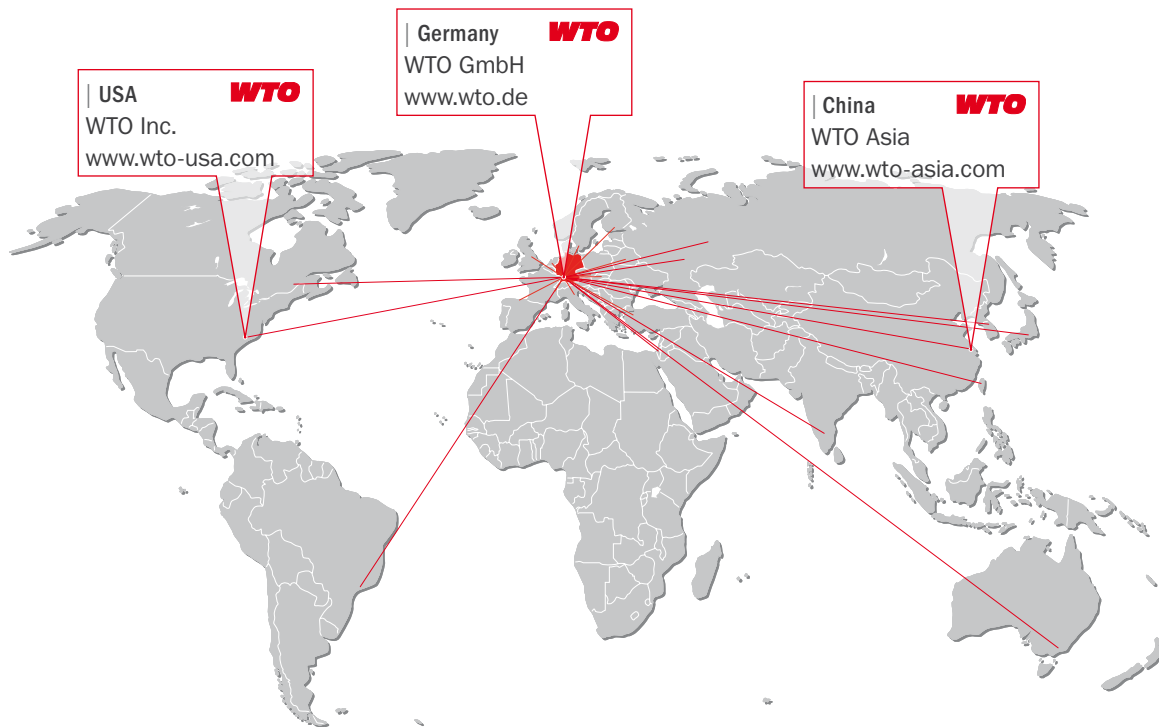 | Germany WTO
WTO GmbH
www.wto.de
| USA WTO
WTO Inc.
www.wto-usa.com
| China WTO
WTO Asia
www.wto-asia.com